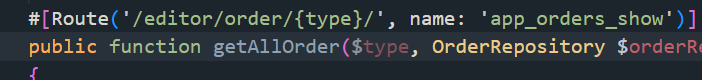 #[Route('/editor/order/{type}/', name: 'app_orders_show')]
public function getAllOrder($type, OrderRepository $orderRe
{